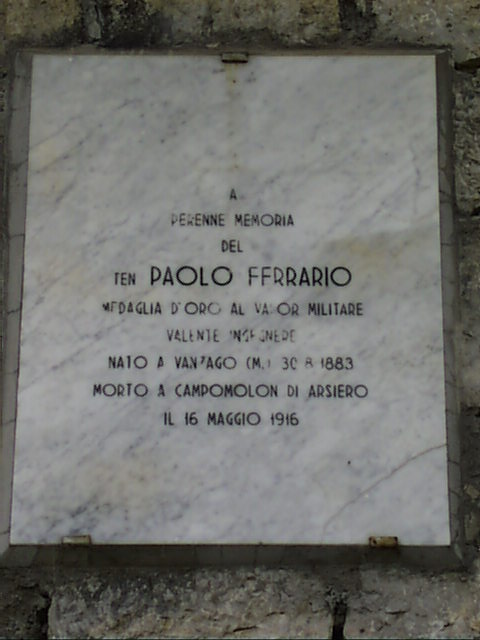 A
PERENNE MEMORIA
DEL
TEN PAOLO FERRARIO
MEDAGLIA D'ORO AL VALOR MILITARE
VALENTE INGEGNERE
NATO A VANZAGO (MI) 30 8 1883
MORTO A CAMPOMOLON DI ARSIERO
IL 16 MAGGIO 1916